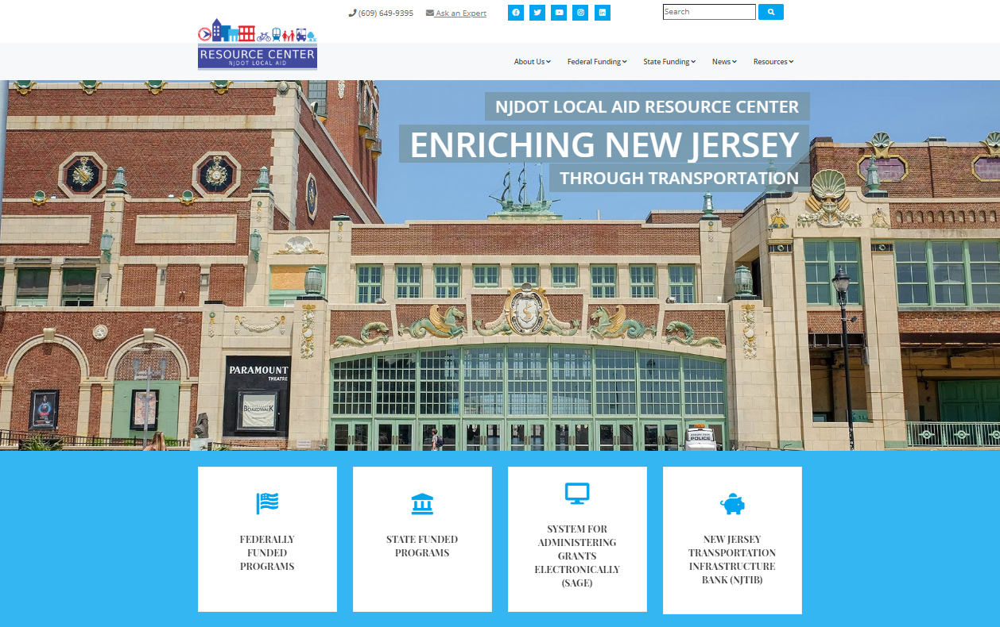 (609) 649-9395
Ask an Expert
Search
RESOURCE CENTER
NJDOT LOCAL AID
About Us
Federal Funding
State Funding
News
Resources
NJDOT LOCAL AID RESOURCE CENTER
ENRICHING NEW JERSEY
THROUGH TRANSPORTATION
PARAMOUNT
THEATRE
BOARDWALK
POLICE
FEDERALLY
FUNDED
PROGRAMS
STATE FUNDED
PROGRAMS
SYSTEM FOR
ADMINISTERING
GRANTS
ELECTRONICALLY
(SAGE)
NEW JERSEY
TRANSPORTATION
INFRASTRUCTURE
BANK (NJTIB)